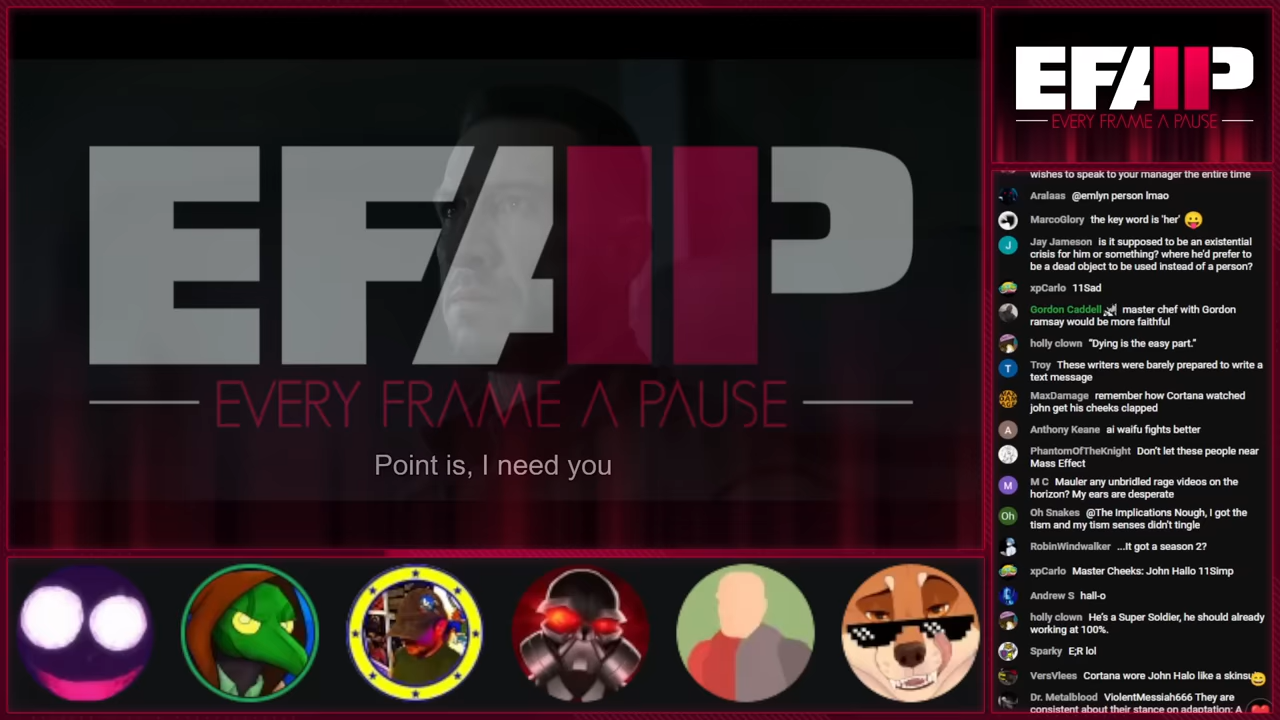 EFAP
EVERY FRAME A PAUSE
Point is, I need you
EFAP
EVERY FRAME A PAUSE
wishes to speak to your manager the entire time
Aralaas @emlyn person lmao
MarcoGlory the key word is 'her' 😛
J
Jay Jameson is it supposed to be an existential
crisis for him or something? where he'd prefer to
be a dead object to be used instead of a person?
xpCarlo 11Sad
Gordon Caddell master chef with Gordon
ramsay would be more faithful
holly clown “Dying is the easy part.”
T
Troy These writers were barely prepared to write a
text message
MaxDamage remember how Cortana watched
john get his cheeks clapped
A
Anthony Keane ai waifu fights better
PhantomOfTheKnight Don't let these people near
Mass Effect
M
M C Mauler any unbridled rage videos on the
horizon? My ears are desperate
Oh
Oh Snakes @The Implications Nough, I got the
tism and my tism senses didn't tingle
RobinWindwalker ...It got a season 2?
xpCarlo Master Cheeks: John Hallo 11Simp
Andrew S hall-o
holly clown He's a Super Soldier, he should already
working at 100%.
Sparky E;R lol
VersVlees Cortana wore John Halo like a skinsu
Dr. Metalblood ViolentMessiah666 They are
consistent about their stance on adaptation: A